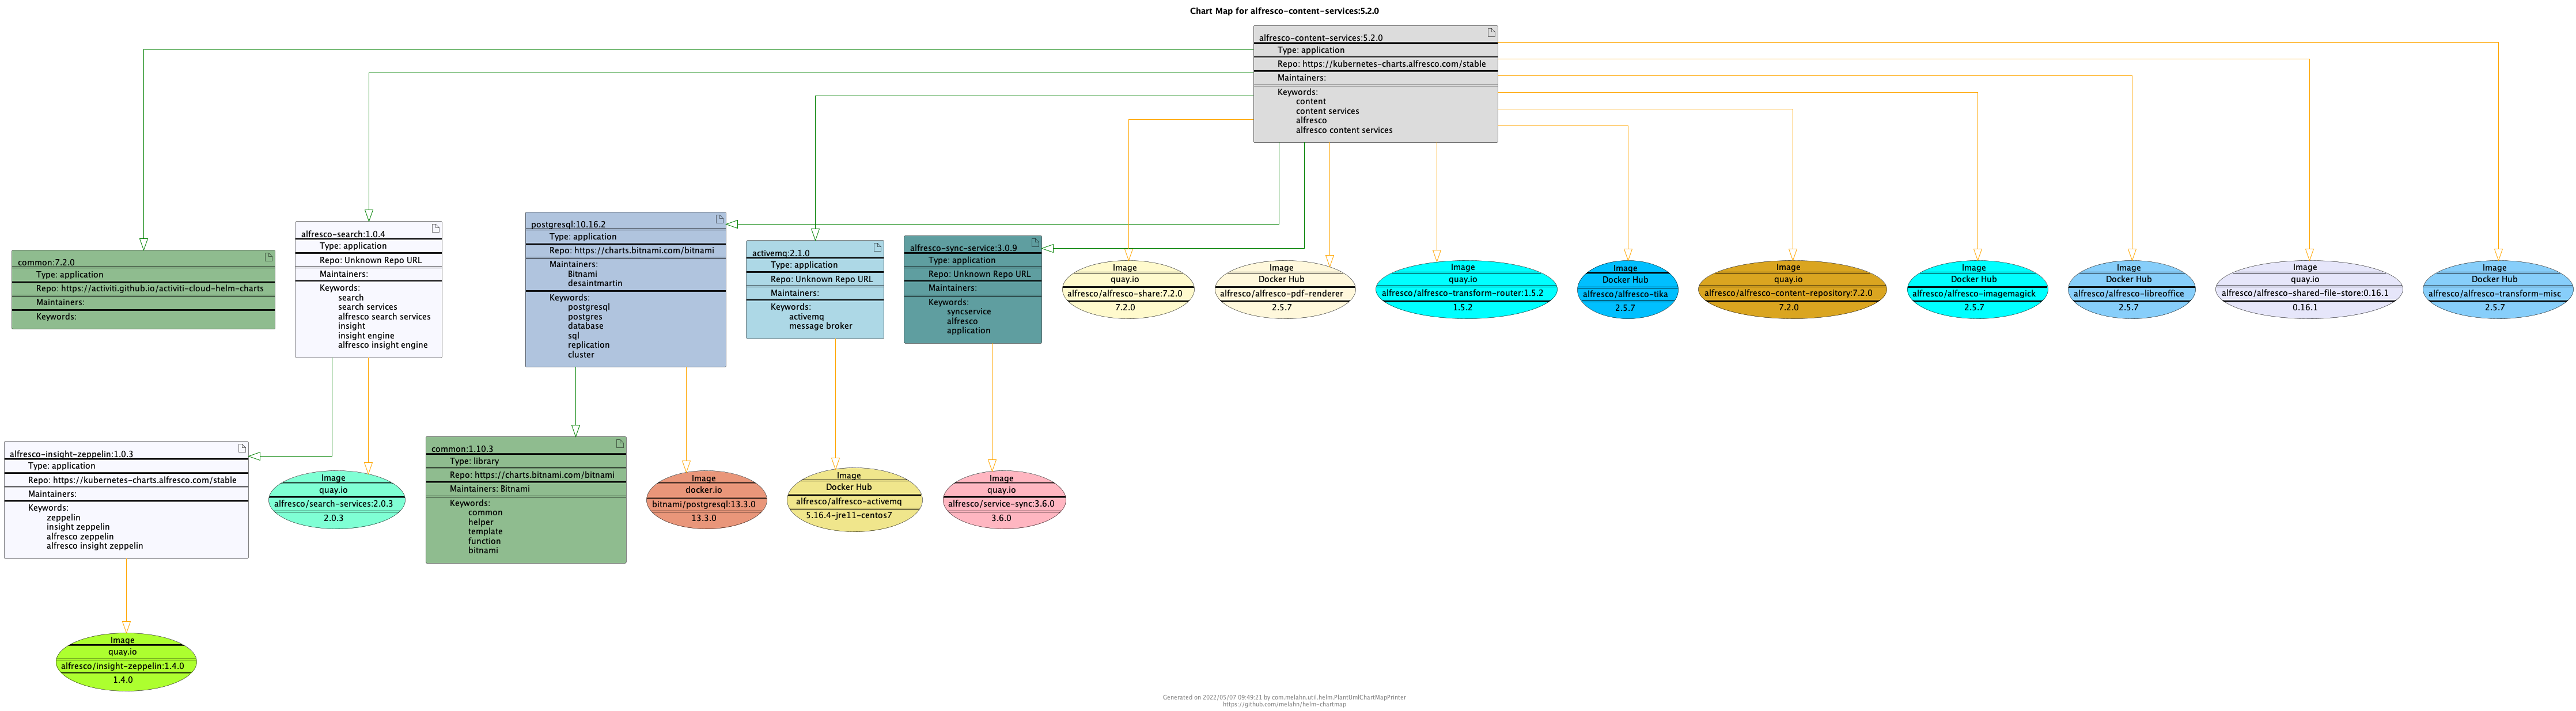 Chart Map for alfresco-content-services:5.2.0
alfresco-content-services:5.2.0
Type: application
Repo: https://kubernetes-charts.alfresco.com/stable
Maintainers:
Keywords:
content
content services
alfresco
alfresco content services
common:7.2.0
Type: application
Repo: https://activiti.github.io/activiti-cloud-helm-charts
Maintainers:
Keywords:
alfresco-search:1.0.4
Type: application
Repo: Unknown Repo URL
Maintainers:
Keywords:
search
search services
alfresco search services
insight
insight engine
alfresco insight engine
postgresql:10.16.2
Type: application
Repo: https://charts.bitnami.com/bitnami
Maintainers:
Bitnami
desaintmartin
Keywords:
postgresql
postgres
database
sql
replication
cluster
activemq:2.1.0
Type: application
Repo: Unknown Repo URL
Maintainers:
Keywords:
activemq
message broker
alfresco-sync-service:3.0.9
Type: application
Repo: Unknown Repo URL
Maintainers:
Keywords:
syncservice
alfresco
application
Image
quay.io
alfresco/alfresco-share:7.2.0
7.2.0
Image
Docker Hub
alfresco/alfresco-pdf-renderer
2.5.7
Image
quay.io
alfresco/alfresco-transform-router:1.5.2
1.5.2
Image
Docker Hub
alfresco/alfresco-tika
2.5.7
Image
quay.io
alfresco/alfresco-content-repository:7.2.0
7.2.0
Image
Docker Hub
alfresco/alfresco-imagemagick
2.5.7
Image
Docker Hub
alfresco/alfresco-libreoffice
2.5.7
Image
quay.io
alfresco/alfresco-shared-file-store:0.16.1
0.16.1
Image
Docker Hub
alfresco/alfresco-transform-misc
2.5.7
alfresco-insight-zeppelin:1.0.3
Type: application
Repo: https://kubernetes-charts.alfresco.com/stable
Maintainers:
Keywords:
zeppelin
insight zeppelin
alfresco zeppelin
alfresco insight zeppelin
Image
quay.io
alfresco/search-services:2.0.3
2.0.3
common:1.10.3
Type: library
Repo: https://charts.bitnami.com/bitnami
Maintainers: Bitnami
Keywords:
common
helper
template
function
bitnami
Image
docker.io
bitnami/postgresql:13.3.0
13.3.0
Image
Docker Hub
alfresco/alfresco-activemq
5.16.4-jre11-centos7
Image
quay.io
alfresco/service-sync:3.6.0
3.6.0
Image
quay.io
alfresco/insight-zeppelin:1.4.0
1.4.0
Generated on 2022/05/07 09:49:21 by com.melahn.util.helm.PlantUmlChartMapPrinter
https://github.com/melahn/helm-chartmap